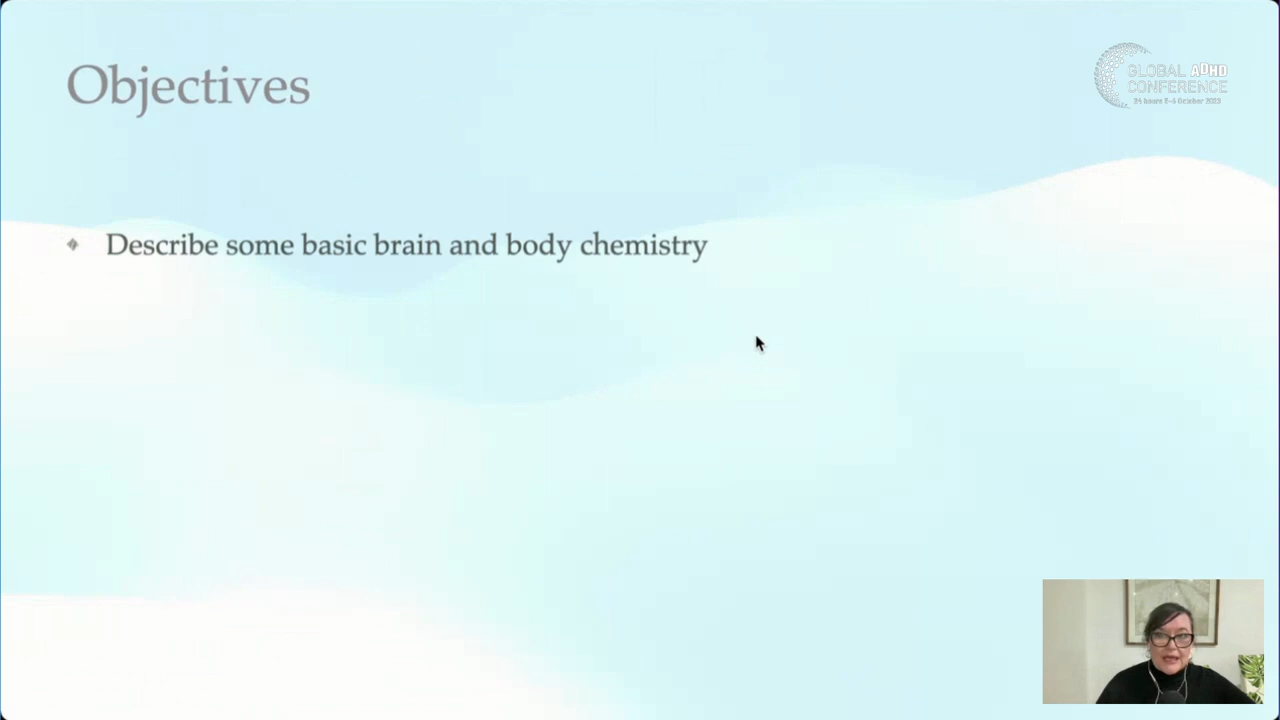 Objectives
GLOBAL ADHD
CONFERENCE
Describe some basic brain and body chemistry